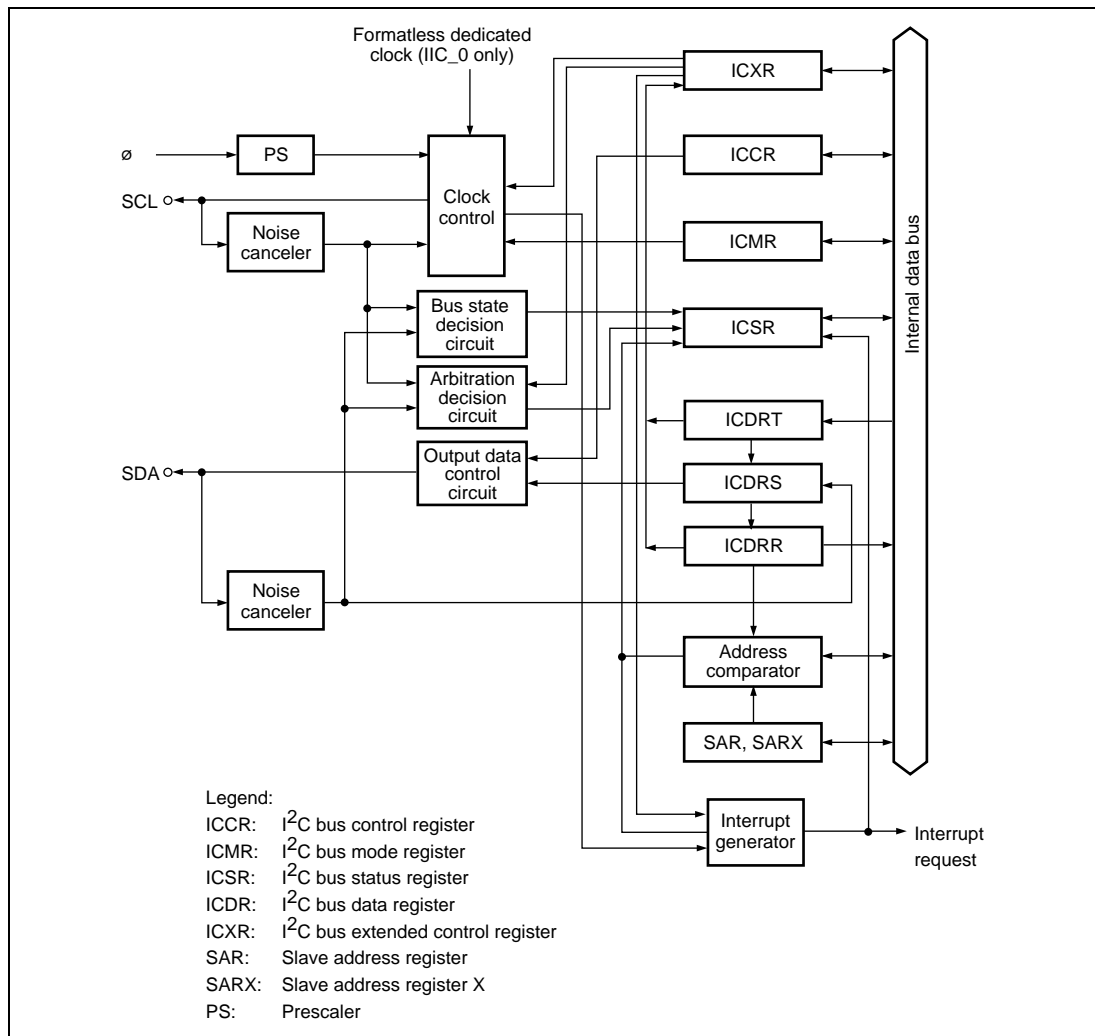 Formatless dedicated
clock (IIC_0 only)
ø
PS
SCL
Noise
canceler
Clock
control
Bus state
decision
circuit
Arbitration
decision
circuit
Output data
control
circuit
SDA
Noise
canceler
ICXR
ICCR
ICMR
ICSR
ICDRT
ICDRS
ICDRR
Address
comparator
SAR, SARX
Interrupt
generator
Interrupt
request
Internal data bus
Legend:
ICCR: I²C bus control register
ICMR: I²C bus mode register
ICSR: I²C bus status register
ICDR: I²C bus data register
ICXR: I²C bus extended control register
SAR: Slave address register
SARX: Slave address register X
PS: Prescaler